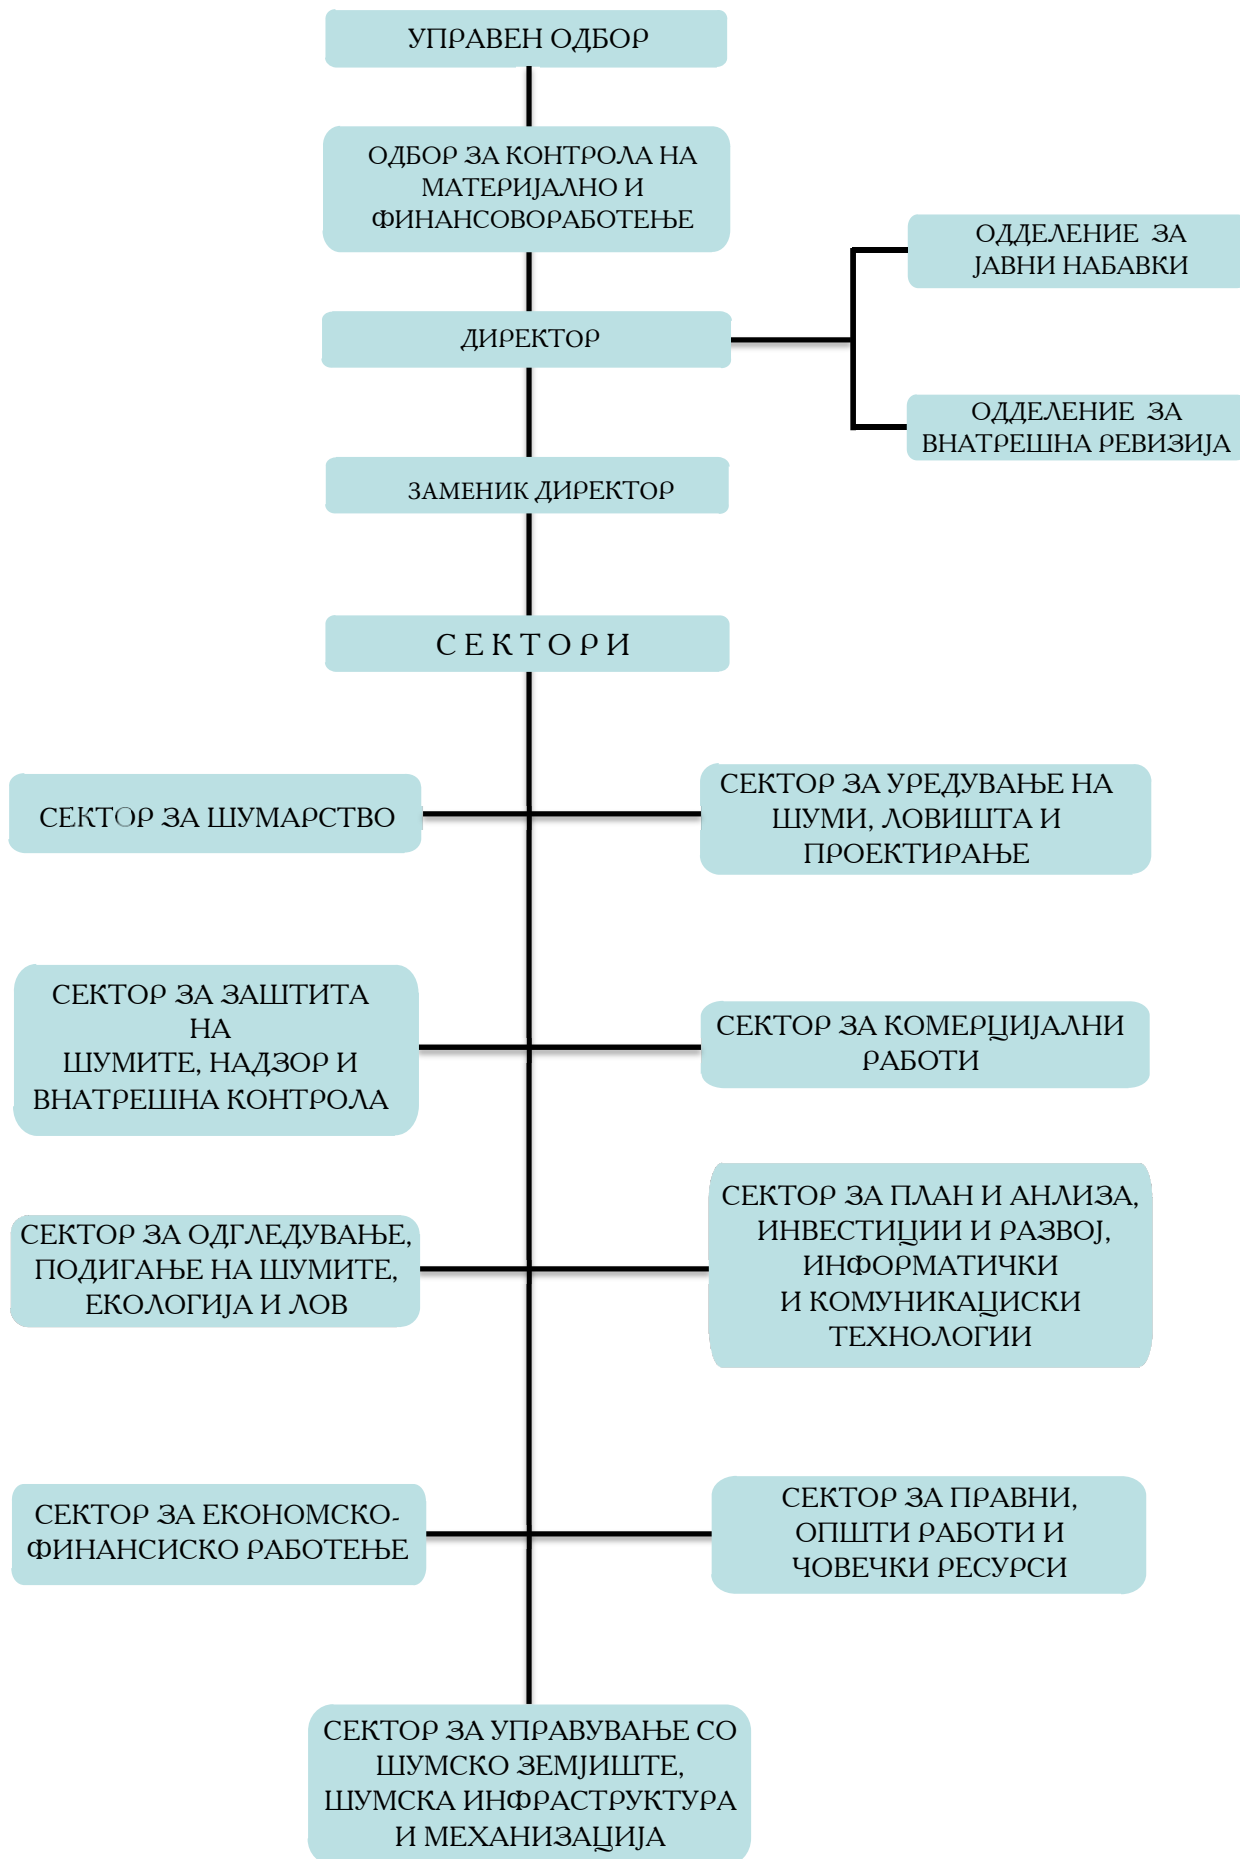 УПРАВЕН ОДБОР
ОДБОР ЗА КОНТРОЛА НА
МАТЕРИЈАЛНО И
ФИНАНСОВОРАБОТЕЊЕ
ОДДЕЛЕНИЕ ЗА
ЈАВНИ НАБАВКИ
ДИРЕКТОР
ОДДЕЛЕНИЕ ЗА
ВНАТРЕШНА РЕВИЗИЈА
ЗАМЕНИК ДИРЕКТОР
С Е К Т О Р И
СЕКТОР ЗА ШУМАРСТВО
СЕКТОР ЗА УРЕДУВАЊЕ НА
ШУМИ, ЛОВИШТА И
ПРОЕКТИРАЊЕ
СЕКТОР ЗА ЗАШТИТА
НА
ШУМИТЕ, НАДЗОР И
ВНАТРЕШНА КОНТРОЛА
СЕКТОР ЗА КОМЕРЦИЈАЛНИ
РАБОТИ
СЕКТОР ЗА ОДГЛЕДУВАЊЕ,
ПОДИГАЊЕ НА ШУМИТЕ,
ЕКОЛОГИЈА И ЛОВ
СЕКТОР ЗА ПЛАН И АНЛИЗА,
ИНВЕСТИЦИИ И РАЗВОЈ,
ИНФОРМАТИЧКИ
И КОМУНИКАЦИСКИ
ТЕХНОЛОГИИ
СЕКТОР ЗА ЕКОНОМСКО-
ФИНАНСИСКО РАБОТЕЊЕ
СЕКТОР ЗА ПРАВНИ,
ОПШТИ РАБОТИ И
ЧОВЕЧКИ РЕСУРСИ
СЕКТОР ЗА УПРАВУВАЊЕ СО
ШУМСКО ЗЕМЈИШТЕ,
ШУМСКА ИНФРАСТРУКТУРА
И МЕХАНИЗАЦИЈА